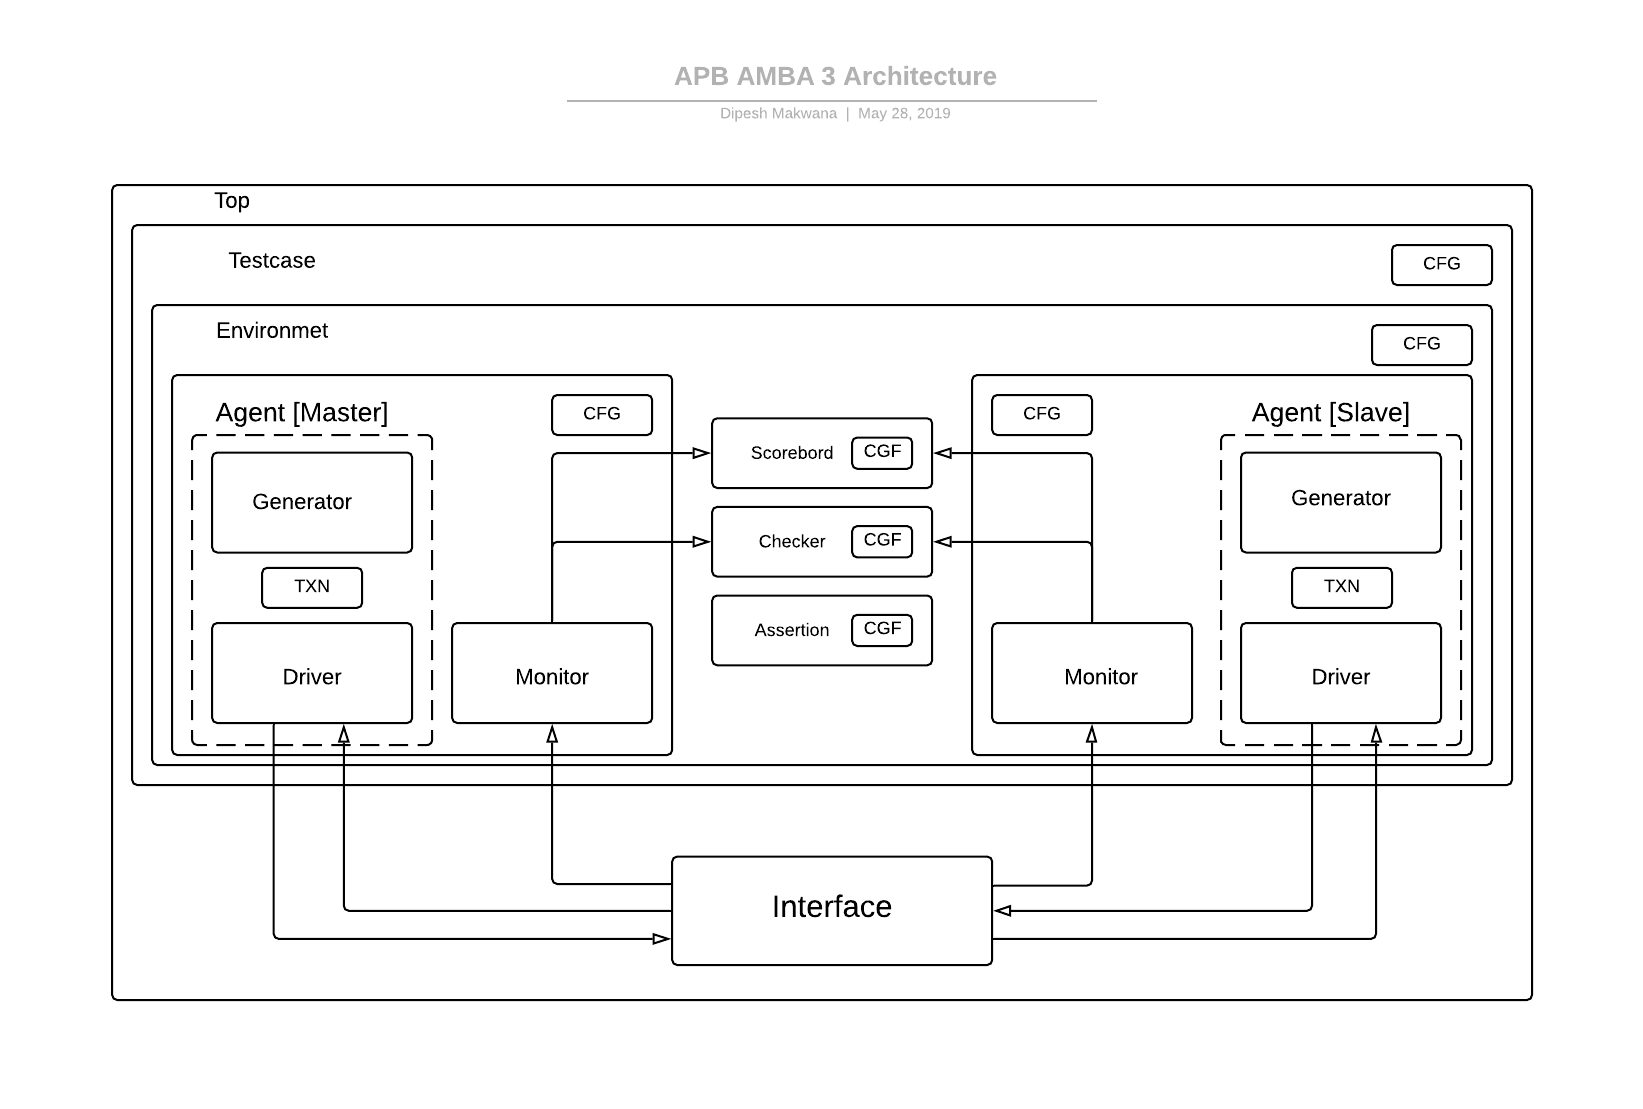 APB AMBA 3 Architecture
Dipesh Makwana | May 28, 2019
Top
Testcase
CFG
Environmet
CFG
Agent [Master]
CFG
Generator
TXN
Driver
Monitor
Scorebord
CGF
Checker
CGF
Assertion
CGF
CFG
Agent [Slave]
Generator
TXN
Monitor
Driver
Interface